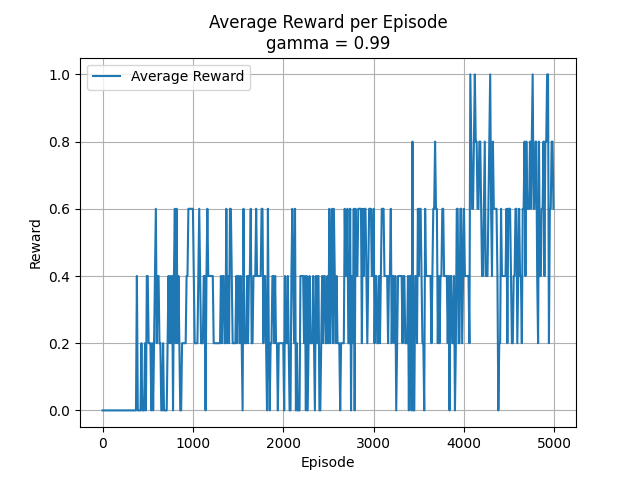 Average Reward per Episode
gamma = 0.99
Average Reward
1.0
0.8
0.6
0.4
0.2
0.0
Reward
0 1000 2000 3000 4000 5000
Episode